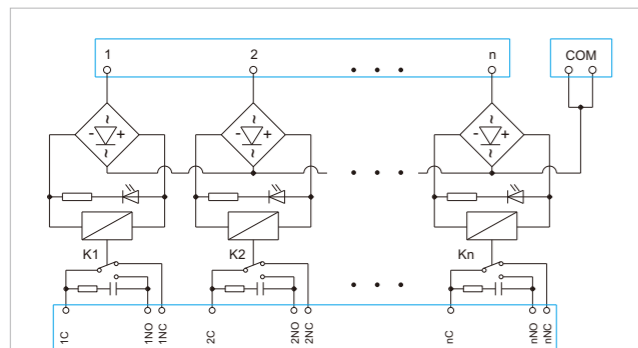 1 2 n COM
- + - + - +
K1 K2 Kn
1C 1NO 1NC 2C 2NO 2NC nC nNO nNC